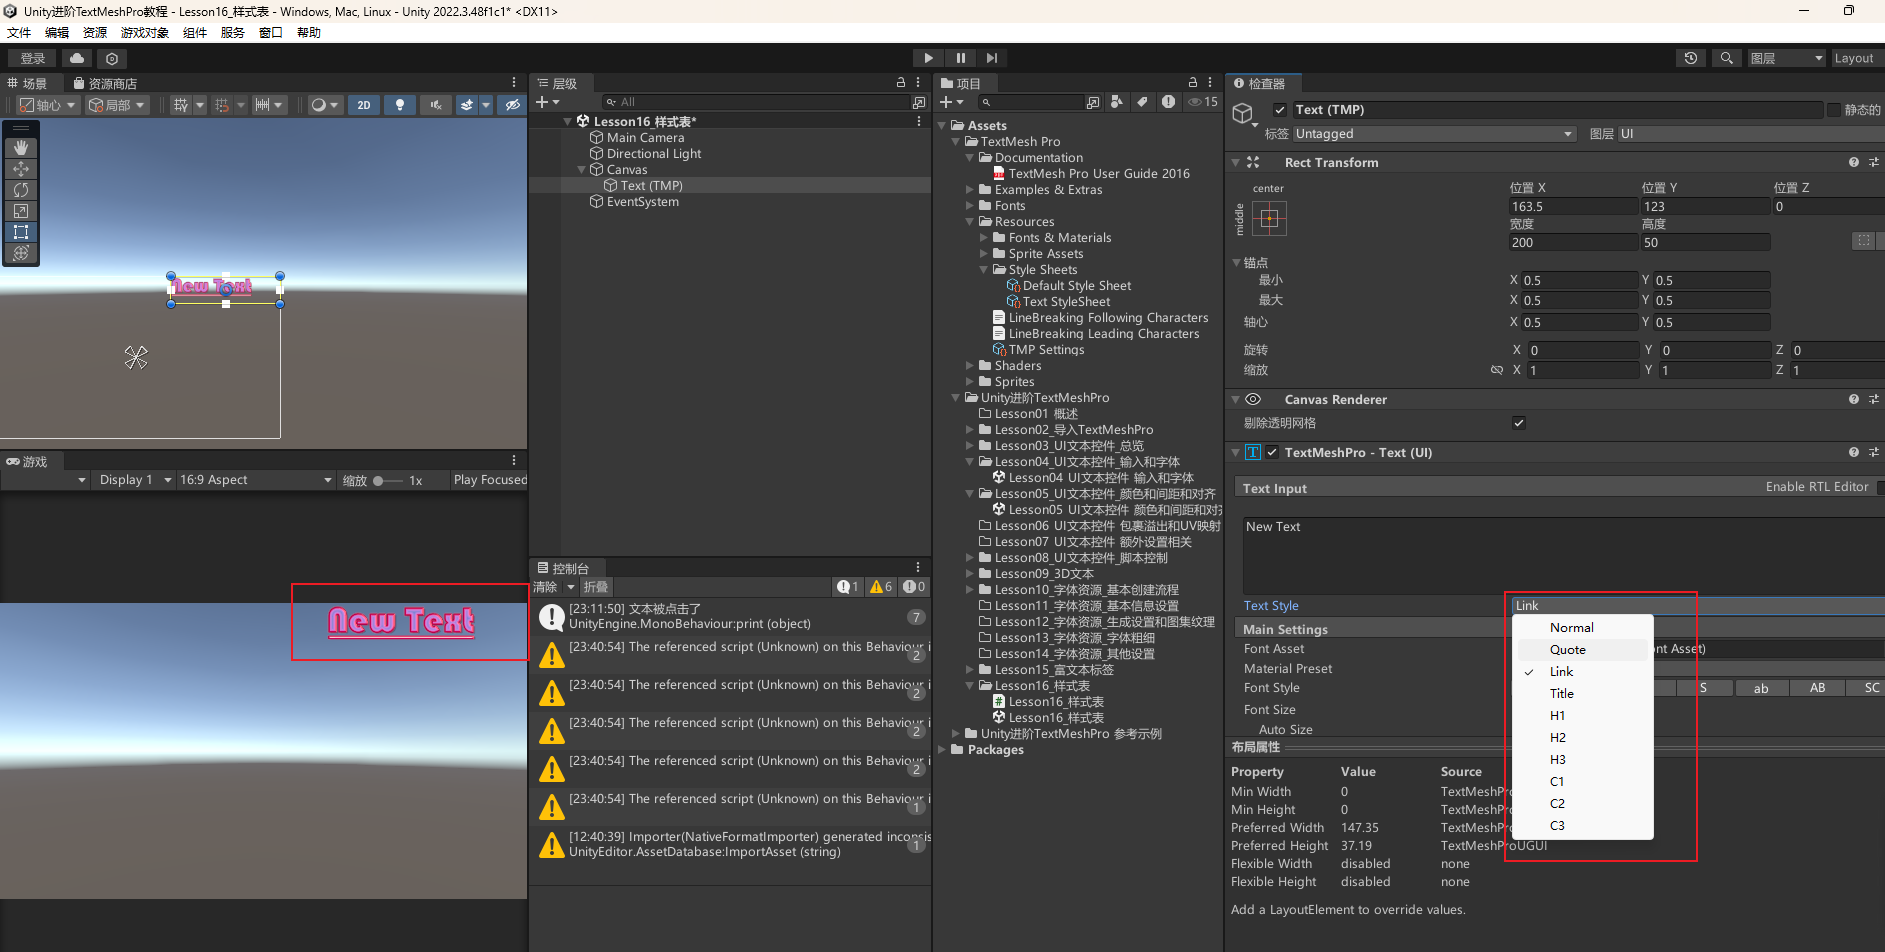 Unity进阶TextMeshPro教程 - Lesson16_样式表 - Windows, Mac, Linux - Unity 2022.3.48f1c1* <DX11>
文件 编辑 资源 游戏对象 组件 服务 窗口 帮助
登录
图层
Layout
场景
资源商店
轴心
局部
2D
New Text
游戏
Display 1
16:9 Aspect
缩放
1x
Play Focused
New Text
层级
All
Lesson16_样式表*
Main Camera
Directional Light
Canvas
Text (TMP)
EventSystem
控制台
清除
折叠
1
6
0
[23:11:50] 文本被点击了
UnityEngine.MonoBehaviour:print (object)
7
[23:40:54] The referenced script (Unknown) on this Behaviour i
2
[23:40:54] The referenced script (Unknown) on this Behaviour i
2
[23:40:54] The referenced script (Unknown) on this Behaviour i
2
[23:40:54] The referenced script (Unknown) on this Behaviour i
2
[23:40:54] The referenced script (Unknown) on this Behaviour i
1
[12:40:39] Importer(NativeFormatImporter) generated inconsis
UnityEditor.AssetDatabase:ImportAsset (string)
1
项目
15
Assets
TextMesh Pro
Documentation
TextMesh Pro User Guide 2016
Examples & Extras
Fonts
Resources
Fonts & Materials
Sprite Assets
Style Sheets
Default Style Sheet
Text StyleSheet
LineBreaking Following Characters
LineBreaking Leading Characters
TMP Settings
Shaders
Sprites
Unity进阶TextMeshPro
Lesson01_概述
Lesson02_导入TextMeshPro
Lesson03_UI文本控件_总览
Lesson04_UI文本控件_输入和字体
Lesson04_UI文本控件_输入和字体
Lesson05_UI文本控件_颜色和间距和对齐
Lesson05_UI文本控件_颜色和间距和对齐
Lesson06_UI文本控件_包裹溢出和UV映射
Lesson07_UI文本控件_额外设置相关
Lesson08_UI文本控件_脚本控制
Lesson09_3D文本
Lesson10_字体资源_基本创建流程
Lesson11_字体资源_基本信息设置
Lesson12_字体资源_生成设置和图集纹理
Lesson13_字体资源_字体粗细
Lesson14_字体资源_其他设置
Lesson15_富文本标签
Lesson16_样式表
Lesson16_样式表
Lesson16_样式表
Unity进阶TextMeshPro 参考示例
Packages
检查器
Text (TMP)
静态的
标签 Untagged
图层 UI
Rect Transform
center
middle
位置 X 位置 Y 位置 Z
163.5 123 0
宽度 高度
200 50
锚点
最小 X 0.5 Y 0.5
最大 X 0.5 Y 0.5
轴心 X 0.5 Y 0.5
旋转 X 0 Y 0 Z 0
缩放 X 1 Y 1 Z 1
Canvas Renderer
剔除透明网格
TextMeshPro - Text (UI)
Text Input
Enable RTL Editor
New Text
Text Style
Link
Main Settings
Font Asset
nt Asset)
Material Preset
Font Style
S ab AB SC
Font Size
Auto Size
Normal
Quote
Link
Title
H1
H2
H3
C1
C2
C3
布局属性
Property Value Source
Min Width 0 TextMeshPro
Min Height 0 TextMeshPro
Preferred Width 147.35 TextMeshPro
Preferred Height 37.19 TextMeshProUGUI
Flexible Width disabled none
Flexible Height disabled none
Add a LayoutElement to override values.